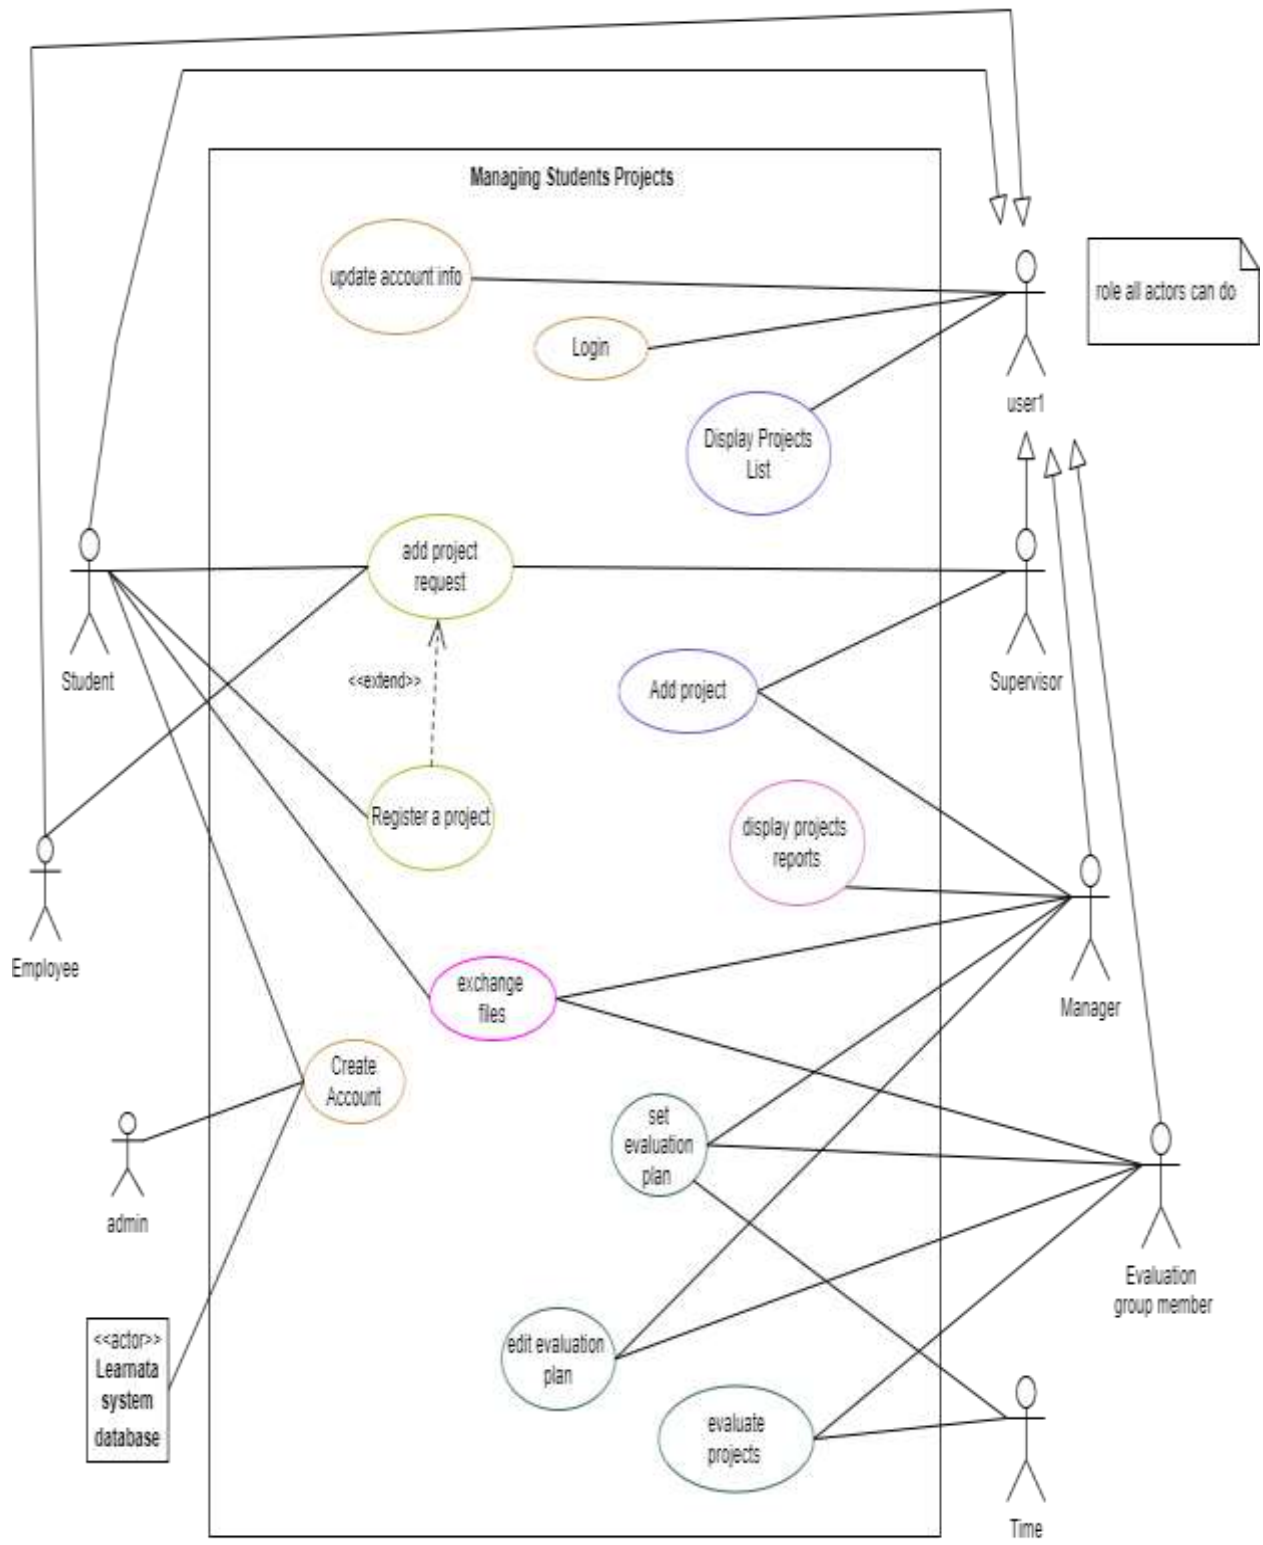 Managing Students Projects
update account info
role all actors can do
Login
user1
Display Projects
List
add project
request
Student
<<extend>>
Supervisor
Add project
Register a project
display projects
reports
Employee
exchange
files
Manager
Create
Account
set
evaluation
plan
admin
Evaluation
group member
<<actor>>
Learnata
system
database
edit evaluation
plan
evaluate
projects
Time